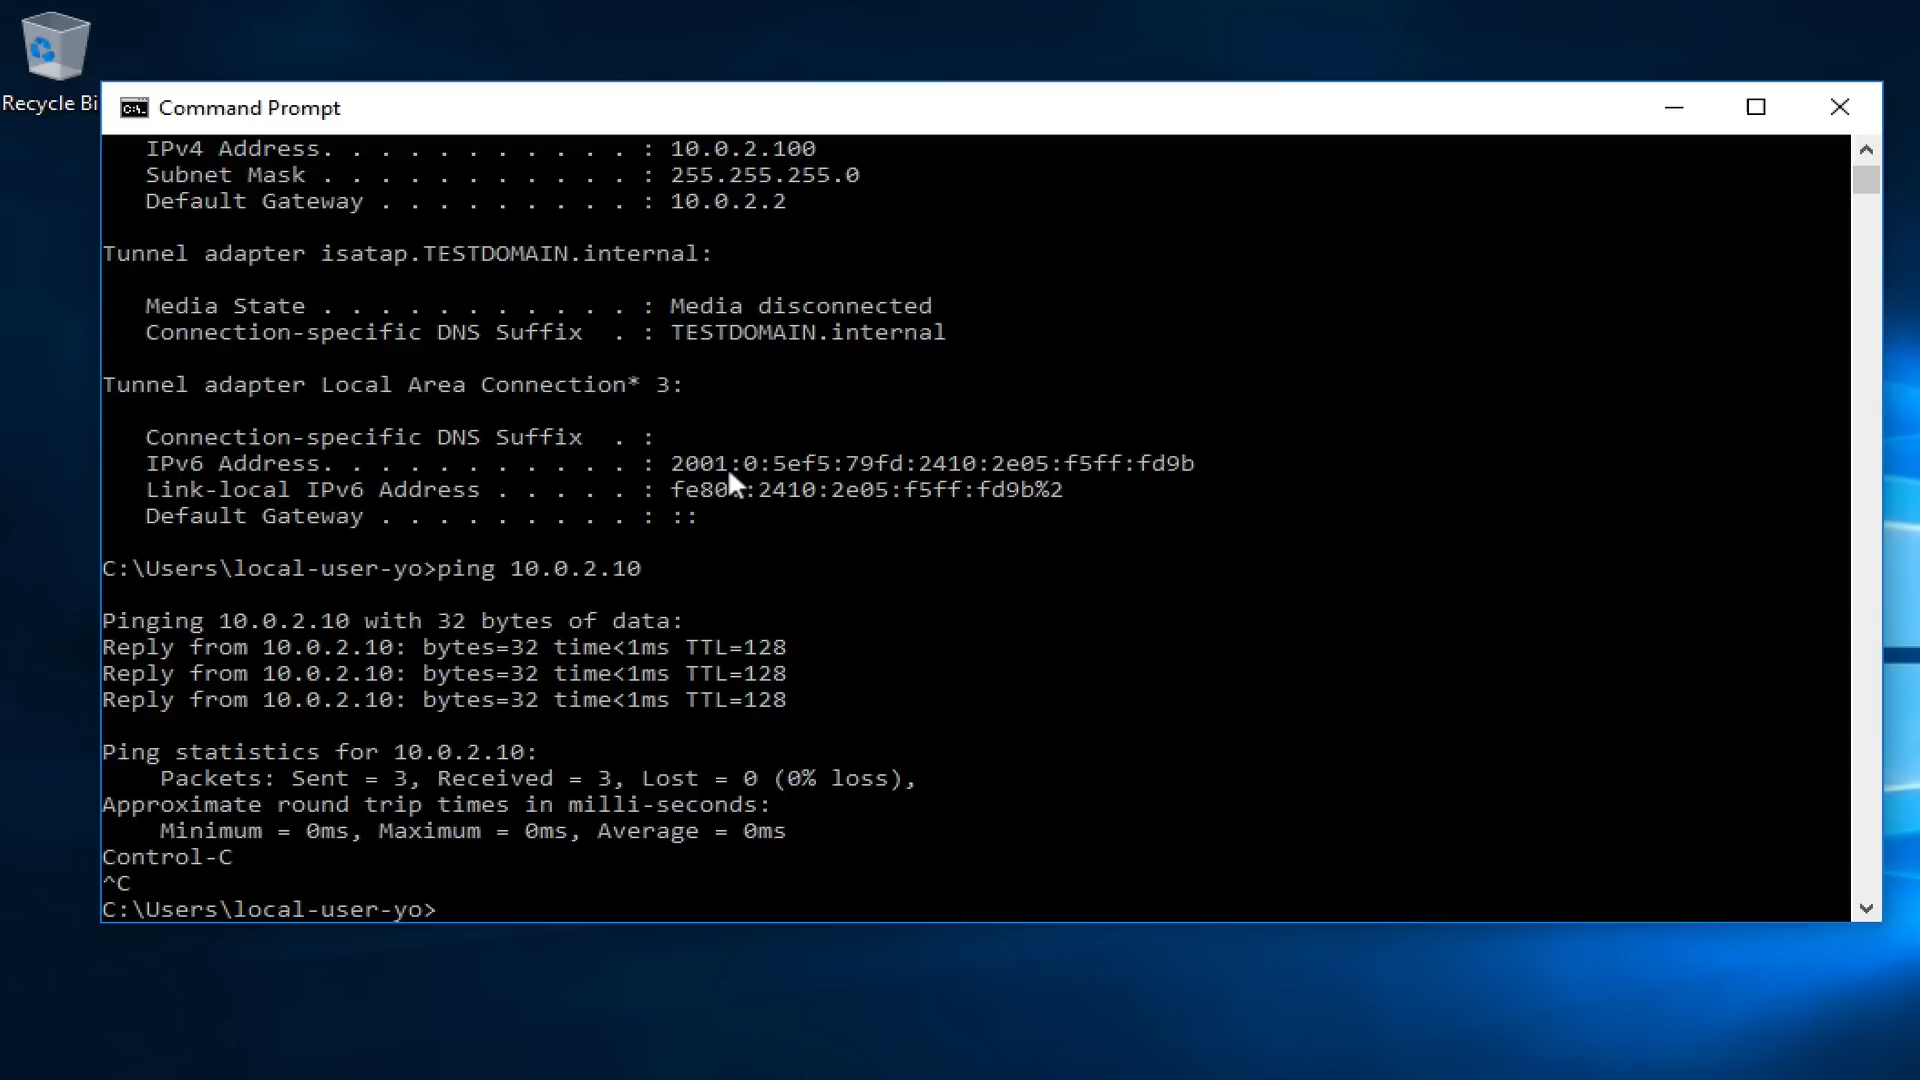 Recycle Bi
Command Prompt
IPv4 Address. . . . . . . . . . . : 10.0.2.100
Subnet Mask . . . . . . . . . . . : 255.255.255.0
Default Gateway . . . . . . . . . : 10.0.2.2
Tunnel adapter isatap.TESTDOMAIN.internal:
Media State . . . . . . . . . . . : Media disconnected
Connection-specific DNS Suffix  . : TESTDOMAIN.internal
Tunnel adapter Local Area Connection* 3:
Connection-specific DNS Suffix  . :
IPv6 Address. . . . . . . . . . . : 2001:0:5ef5:79fd:2410:2e05:f5ff:fd9b
Link-local IPv6 Address . . . . . : fe80::2410:2e05:f5ff:fd9b%2
Default Gateway . . . . . . . . . : ::
C:\Users\local-user-yo>ping 10.0.2.10
Pinging 10.0.2.10 with 32 bytes of data:
Reply from 10.0.2.10: bytes=32 time<1ms TTL=128
Reply from 10.0.2.10: bytes=32 time<1ms TTL=128
Reply from 10.0.2.10: bytes=32 time<1ms TTL=128
Ping statistics for 10.0.2.10:
Packets: Sent = 3, Received = 3, Lost = 0 (0% loss),
Approximate round trip times in milli-seconds:
Minimum = 0ms, Maximum = 0ms, Average = 0ms
Control-C
^C
C:\Users\local-user-yo>